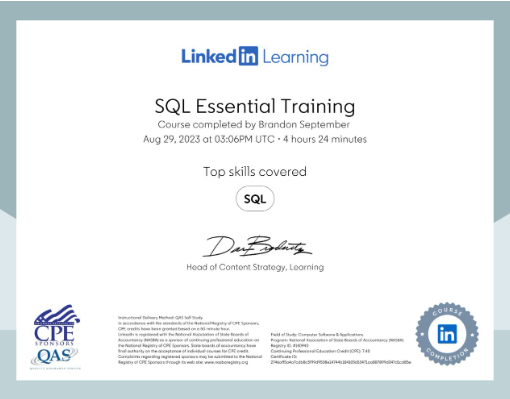 Linked in Learning
SQL Essential Training
Course completed by Brandon September
Aug 29, 2023 at 03:06PM UTC • 4 hours 24 minutes
Top skills covered
SQL
Head of Content Strategy, Learning
CPE
SPONSORS
QAS
Instructional Delivery Method: QAS Self Study
In accordance with the standards of the National Registry of CPE Sponsors,
CPE credits have been granted based on a 50-minute hour.
LinkedIn is registered with the National Association of State Boards of
Accountancy (NASBA) as a sponsor of continuing professional education on
the National Registry of CPE Sponsors. State boards of accountancy have
final authority on the acceptance of individual courses for CPE credit.
Complaints regarding registered sponsors may be submitted to the National
Registry of CPE Sponsors through its web site: www.nasbaregistry.org
Field of Study: Computer Software & Applications
Program: National Association of State Boards of Accountancy (NASBA)
Registry ID:
Continuing Professional Education Credit (CPE):
Certificate ID:
COURSE
in
COMPLETION